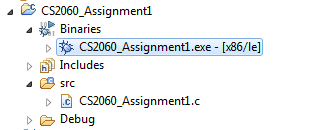 CS2060_Assignment1
Binaries
CS2060_Assignment1.exe - [x86/le]
Includes
src
CS2060_Assignment1.c
Debug